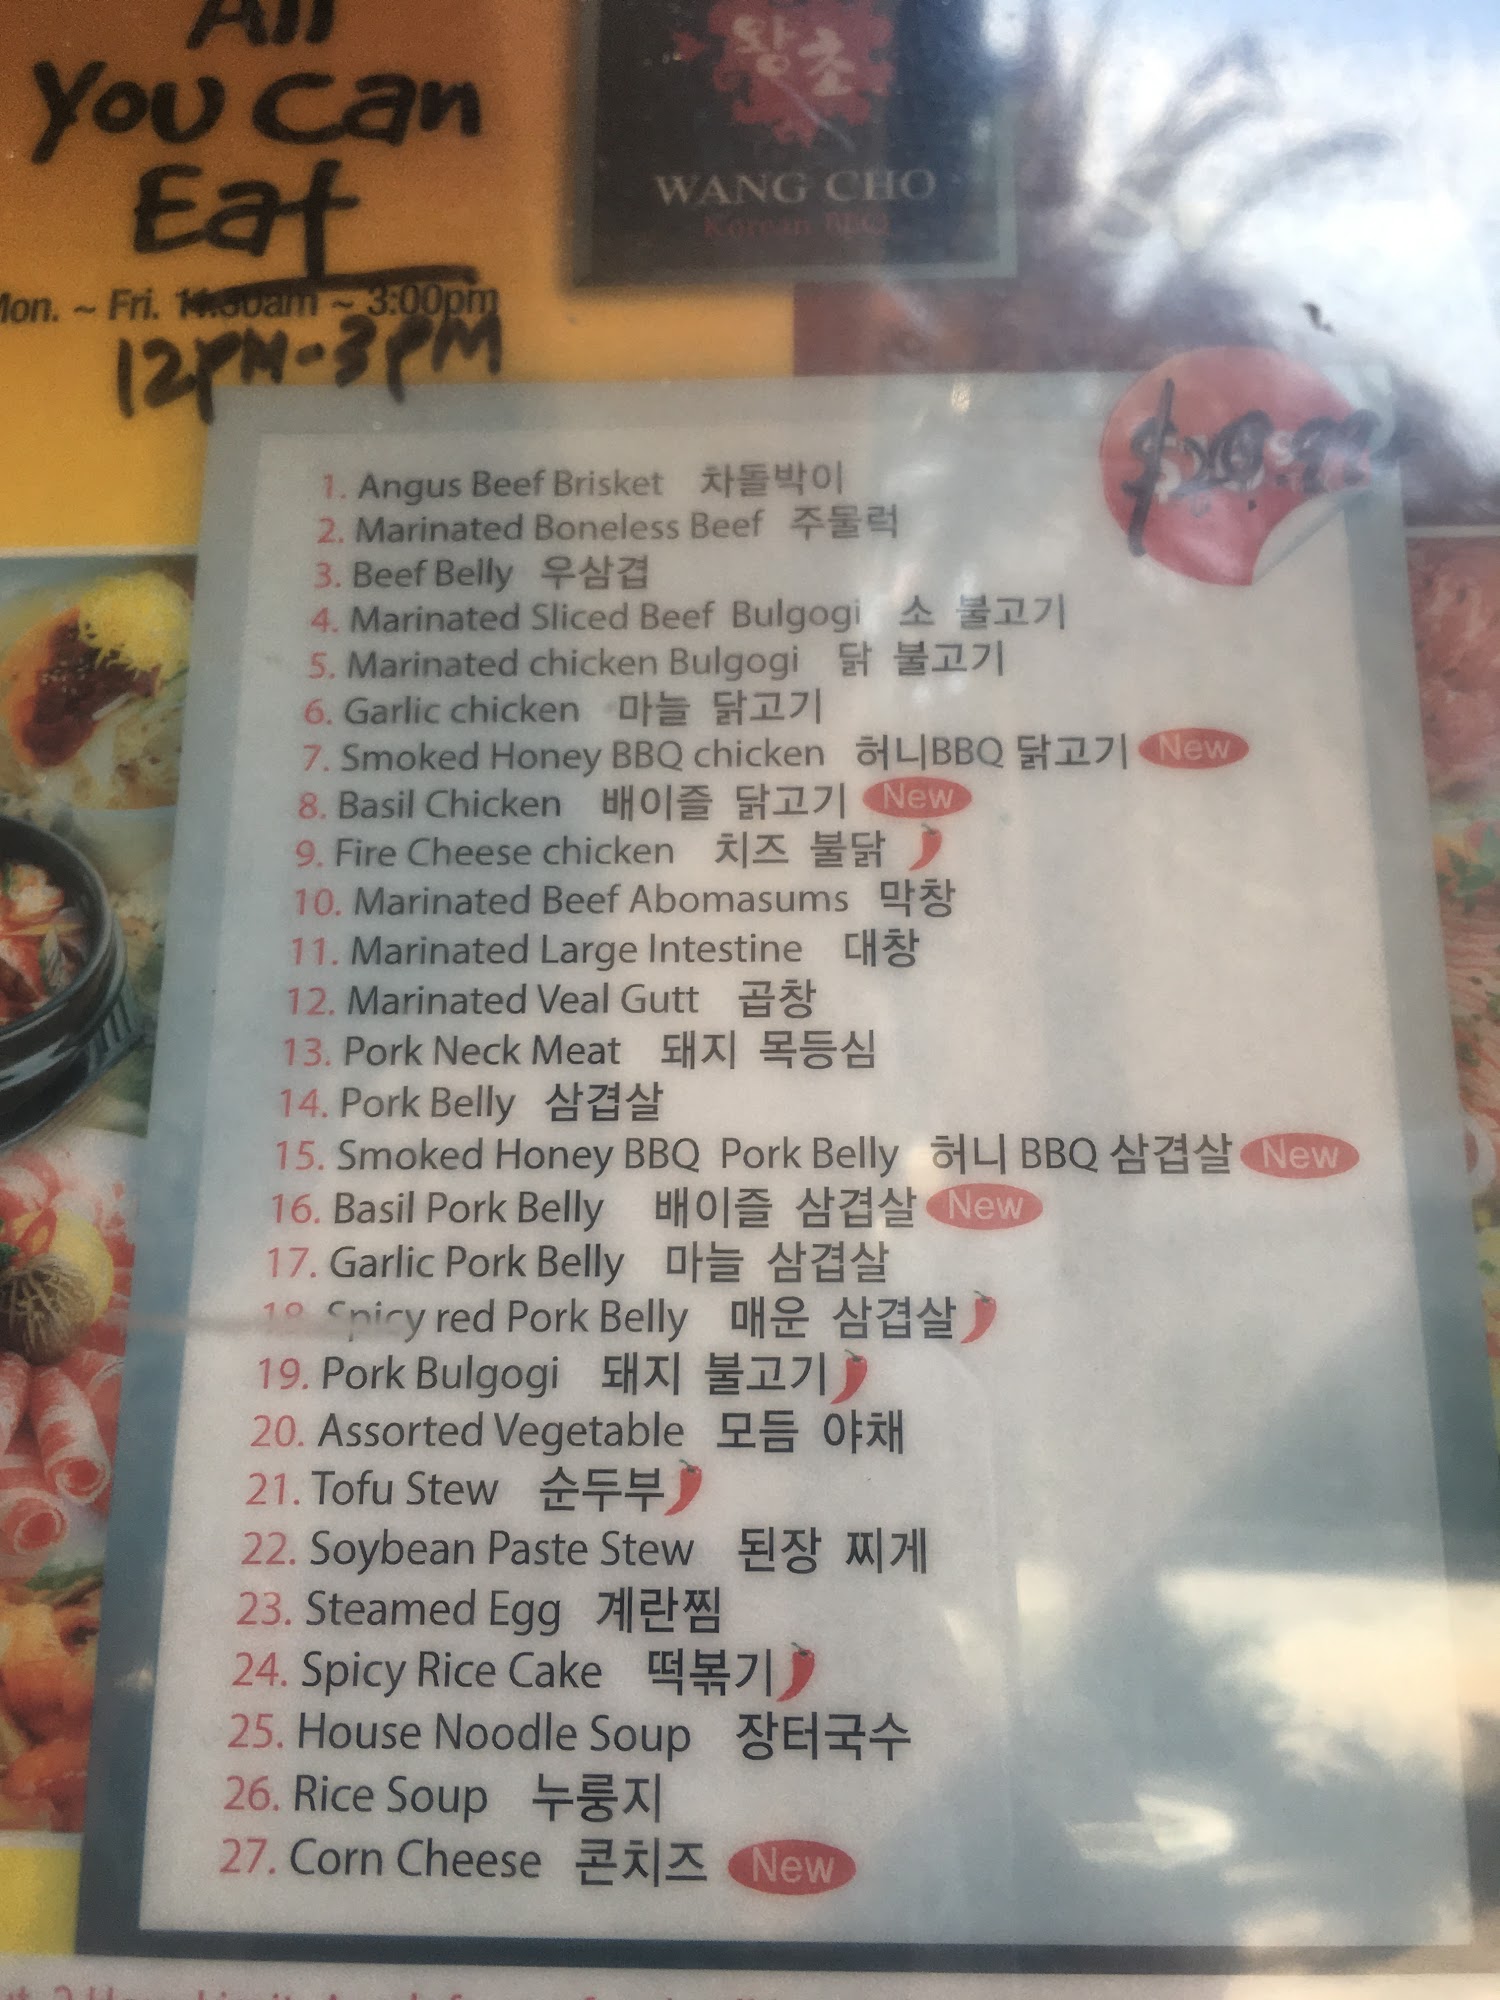 All
You Can
Eat
왕초
WANG CHO
Korean BBQ
Mon. ~ Fri. 11:30am ~ 3:00pm
12PM-3PM
1. Angus Beef Brisket 차돌박이
2. Marinated Boneless Beef 주물럭
3. Beef Belly 우삼겹
4. Marinated Sliced Beef Bulgogi 소 불고기
5. Marinated chicken Bulgogi 닭 불고기
6. Garlic chicken 마늘 닭고기
7. Smoked Honey BBQ chicken 허니BBQ 닭고기 New
8. Basil Chicken 배이즐 닭고기 New
9. Fire Cheese chicken 치즈 불닭
10. Marinated Beef Abomasums 막창
11. Marinated Large Intestine 대창
12. Marinated Veal Gutt 곱창
13. Pork Neck Meat 돼지 목등심
14. Pork Belly 삼겹살
15. Smoked Honey BBQ Pork Belly 허니 BBQ 삼겹살 New
16. Basil Pork Belly 배이즐 삼겹살 New
17. Garlic Pork Belly 마늘 삼겹살
18. Spicy red Pork Belly 매운 삼겹살
19. Pork Bulgogi 돼지 불고기
20. Assorted Vegetable 모듬 야채
21. Tofu Stew 순두부
22. Soybean Paste Stew 된장 찌게
23. Steamed Egg 계란찜
24. Spicy Rice Cake 떡볶기
25. House Noodle Soup 장터국수
26. Rice Soup 누룽지
27. Corn Cheese 콘치즈 New